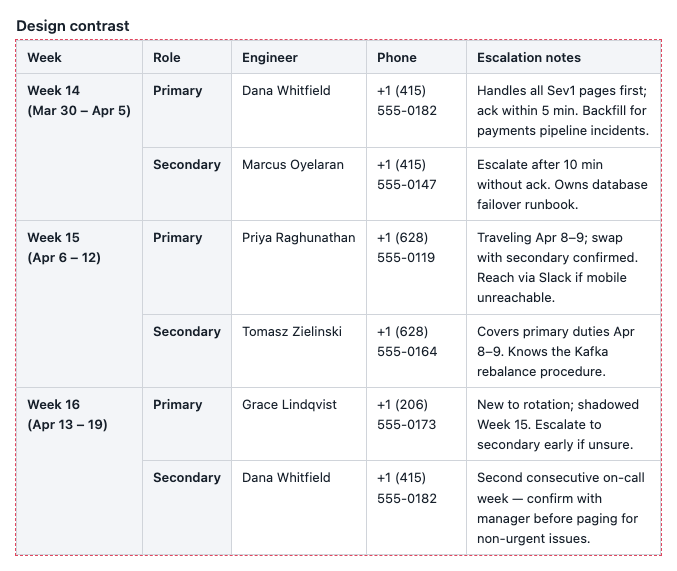 Design contrast
Week Role Engineer Phone Escalation notes
Week 14
(Mar 30 – Apr 5)
Primary
Dana Whitfield
+1 (415)
555-0182
Handles all Sev1 pages first;
ack within 5 min. Backfill for
payments pipeline incidents.
Secondary
Marcus Oyelaran
+1 (415)
555-0147
Escalate after 10 min
without ack. Owns database
failover runbook.
Week 15
(Apr 6 – 12)
Primary
Priya Raghunathan
+1 (628)
555-0119
Traveling Apr 8–9; swap
with secondary confirmed.
Reach via Slack if mobile
unreachable.
Secondary
Tomasz Zielinski
+1 (628)
555-0164
Covers primary duties Apr
8–9. Knows the Kafka
rebalance procedure.
Week 16
(Apr 13 – 19)
Primary
Grace Lindqvist
+1 (206)
555-0173
New to rotation; shadowed
Week 15. Escalate to
secondary early if unsure.
Secondary
Dana Whitfield
+1 (415)
555-0182
Second consecutive on-call
week — confirm with
manager before paging for
non-urgent issues.